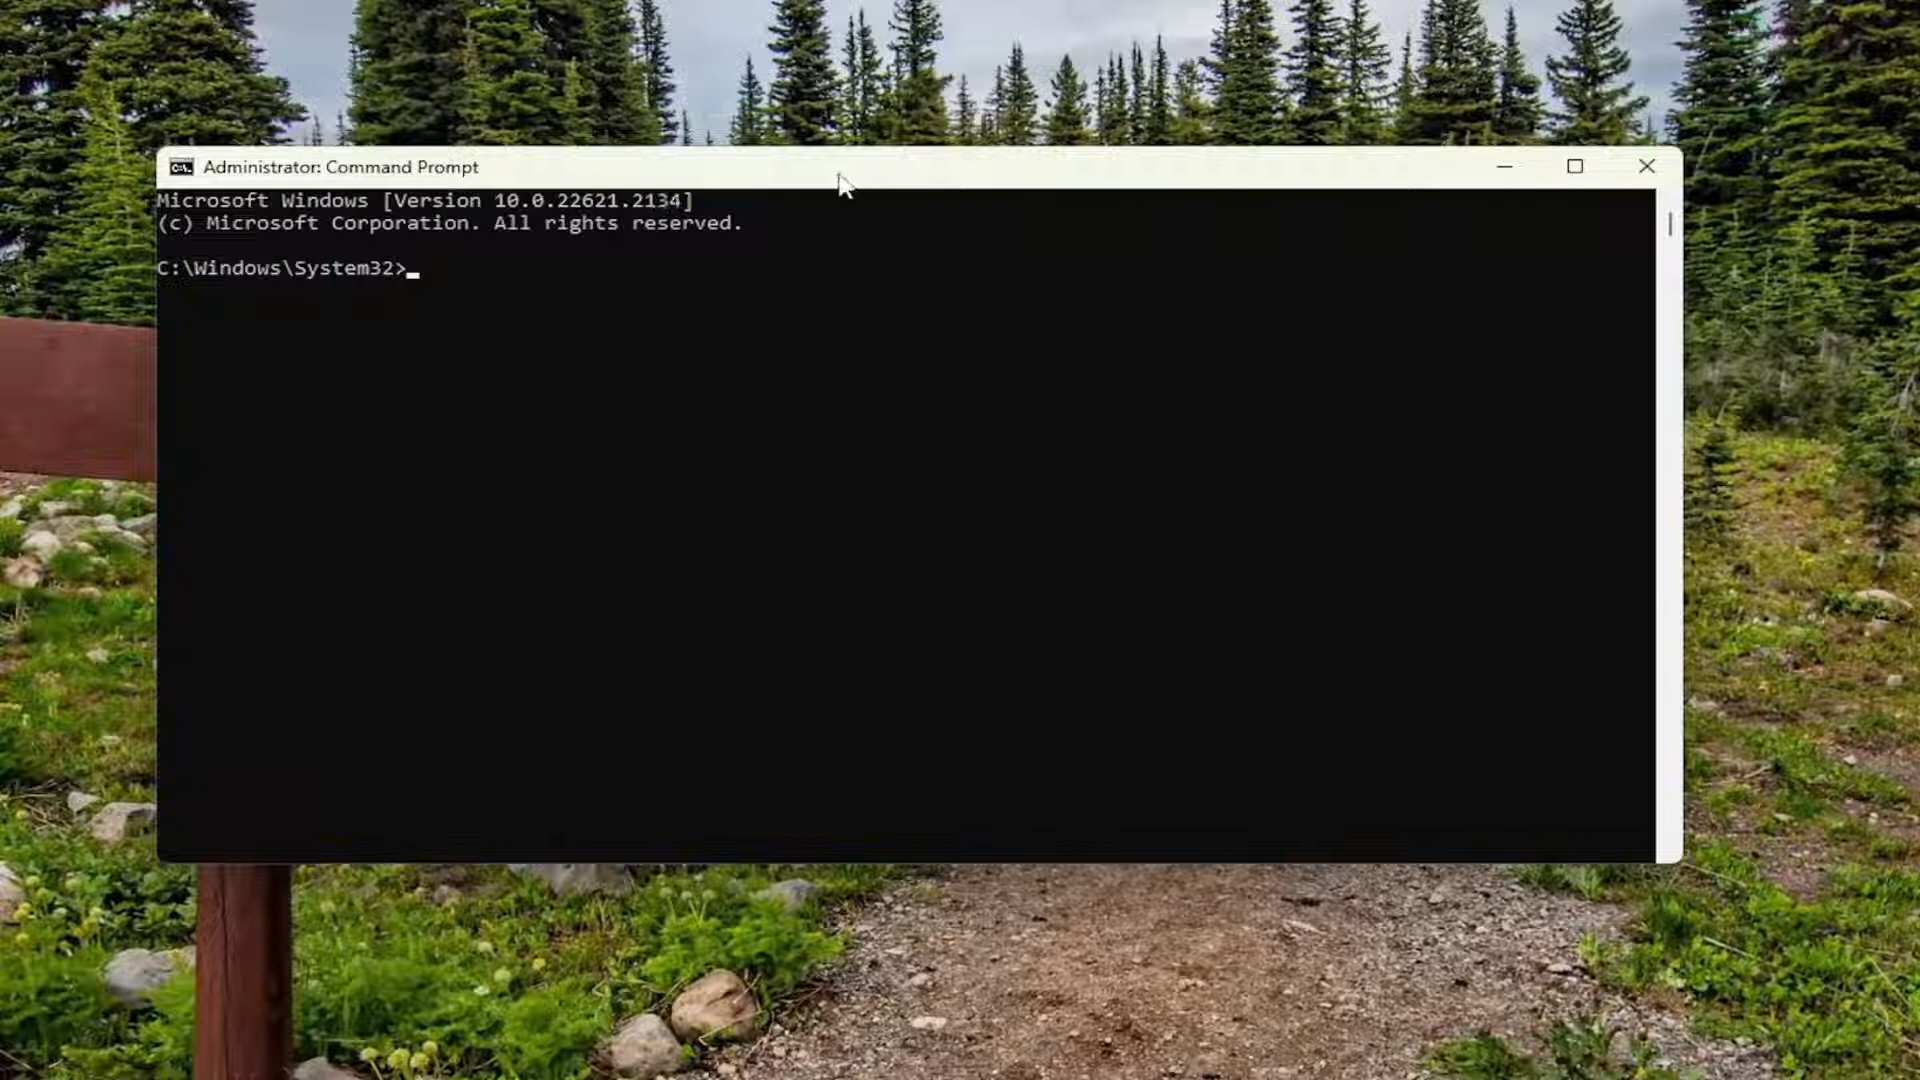 Administrator: Command Prompt
Microsoft Windows [Version 10.0.22621.2134]
(c) Microsoft Corporation. All rights reserved.
C:\Windows\System32>